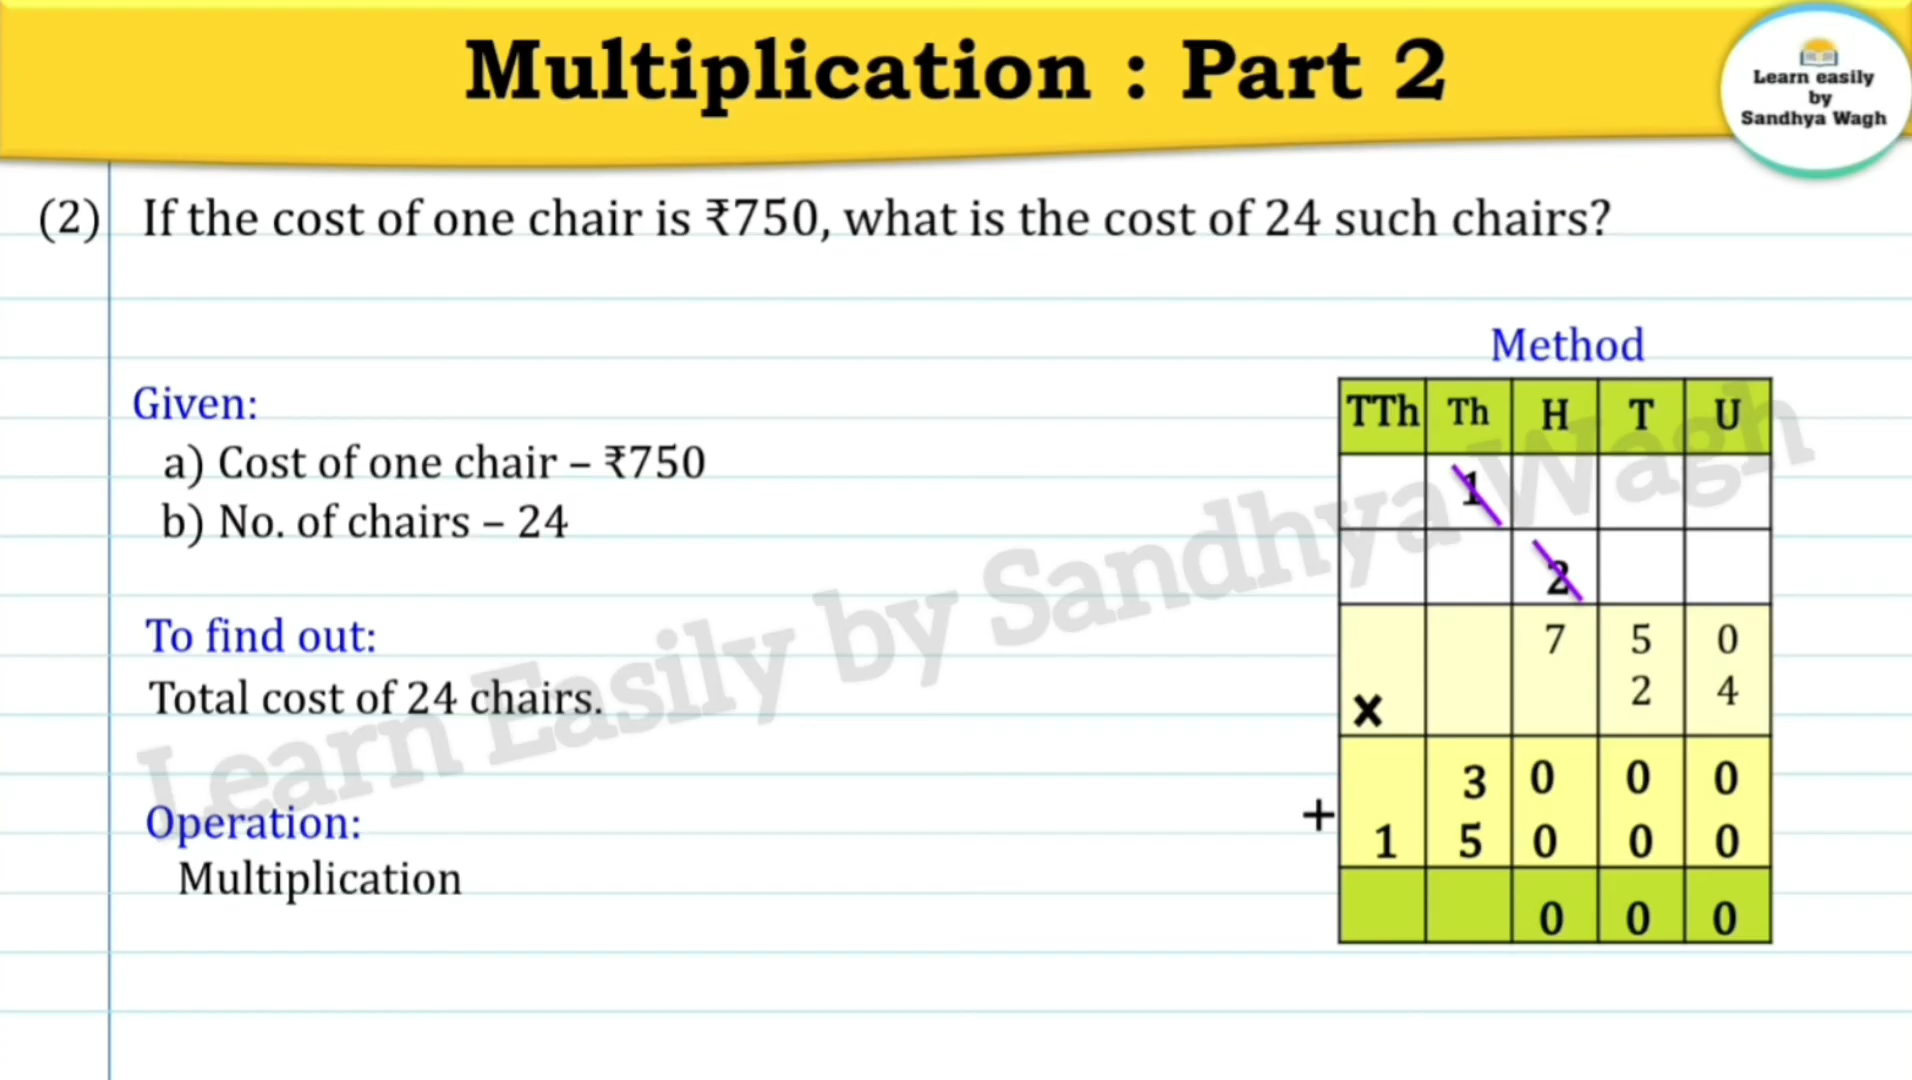 Multiplication : Part 2
Learn easily
by
Sandhya Wagh
(2) If the cost of one chair is ₹750, what is the cost of 24 such chairs?
Given:
a) Cost of one chair – ₹750
b) No. of chairs – 24
To find out:
Total cost of 24 chairs.
Operation:
Multiplication
Method
TTh Th H T U
1
2
7 5 0
× 2 4
3 0 0 0
+ 1 5 0 0 0
0 0 0
Learn Easily by Sandhya Wagh